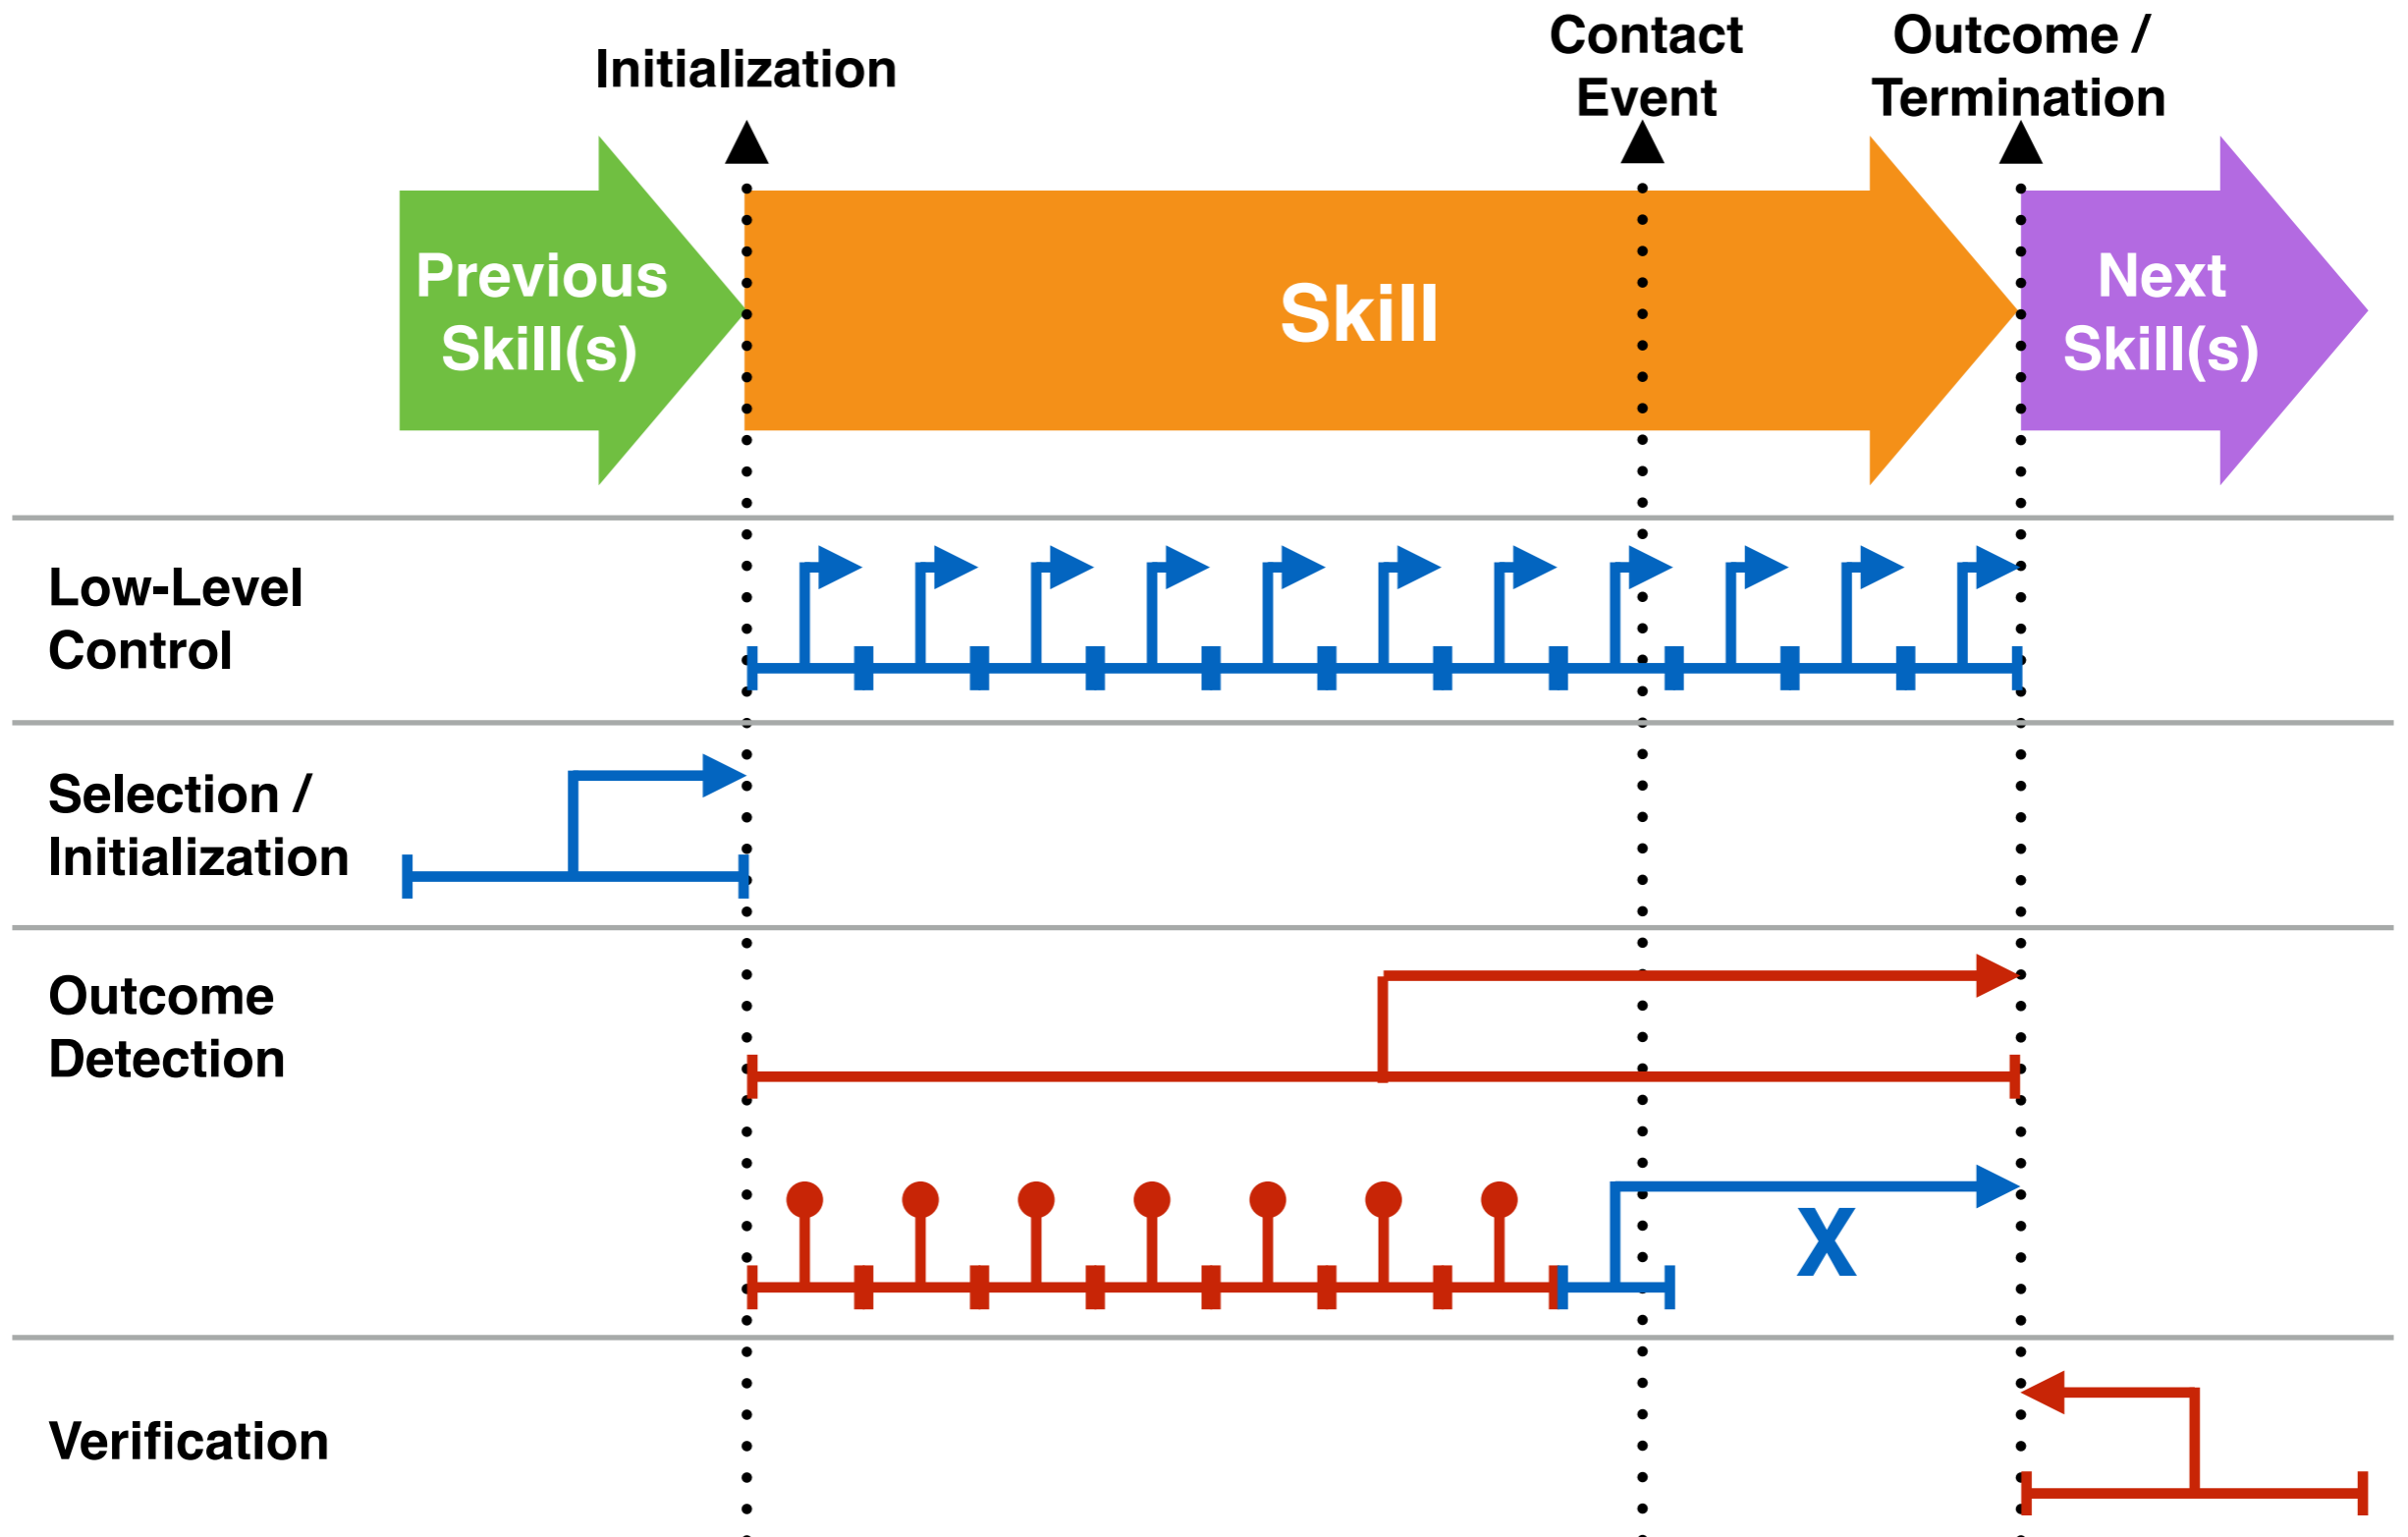 Initialization
Contact
Event
Outcome /
Termination
Previous
Skill(s)
Skill
Next
Skill(s)
Low-Level
Control
Selection /
Initialization
Outcome
Detection
X
Verification